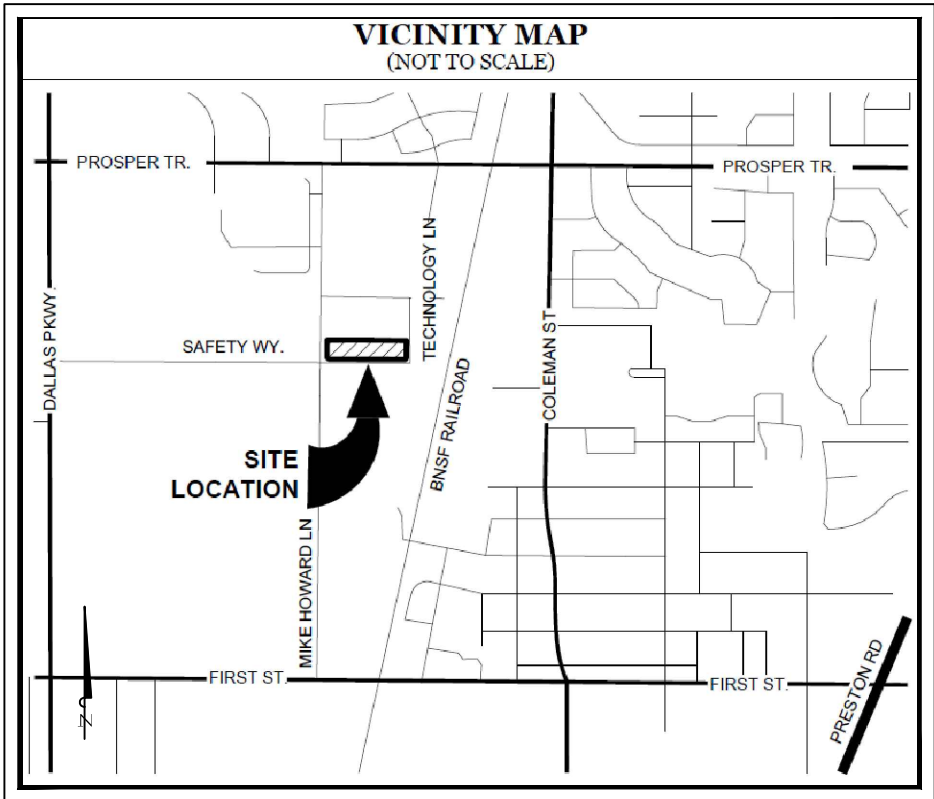 VICINITY MAP
(NOT TO SCALE)
PROSPER TR.
PROSPER TR.
TECHNOLOGY LN
DALLAS PKWY.
SAFETY WY.
COLEMAN ST
BNSF RAILROAD
SITE
LOCATION
MIKE HOWARD LN
FIRST ST.
FIRST ST.
PRESTON RD
N